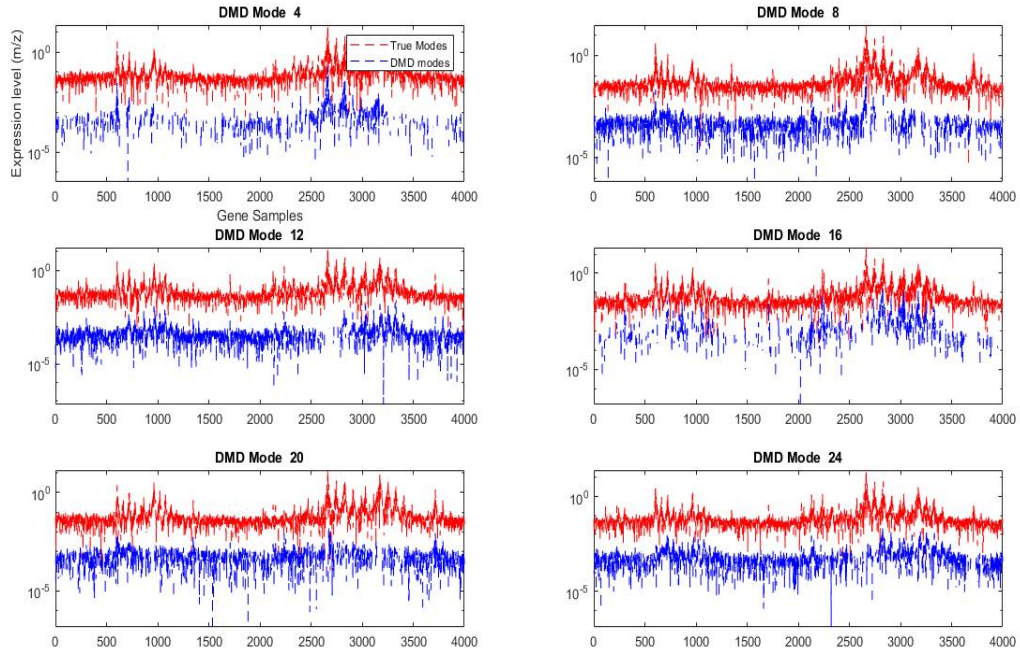 DMD Mode 4
10^0
10^-5
Expression level (m/z)
True Modes
DMD modes
0 500 1000 1500 2000 2500 3000 3500 4000
Gene Samples
DMD Mode 8
10^0
10^-5
0 500 1000 1500 2000 2500 3000 3500 4000
DMD Mode 12
10^0
10^-5
0 500 1000 1500 2000 2500 3000 3500 4000
DMD Mode 16
10^0
10^-5
0 500 1000 1500 2000 2500 3000 3500 4000
DMD Mode 20
10^0
10^-5
0 500 1000 1500 2000 2500 3000 3500 4000
DMD Mode 24
10^0
10^-5
0 500 1000 1500 2000 2500 3000 3500 4000